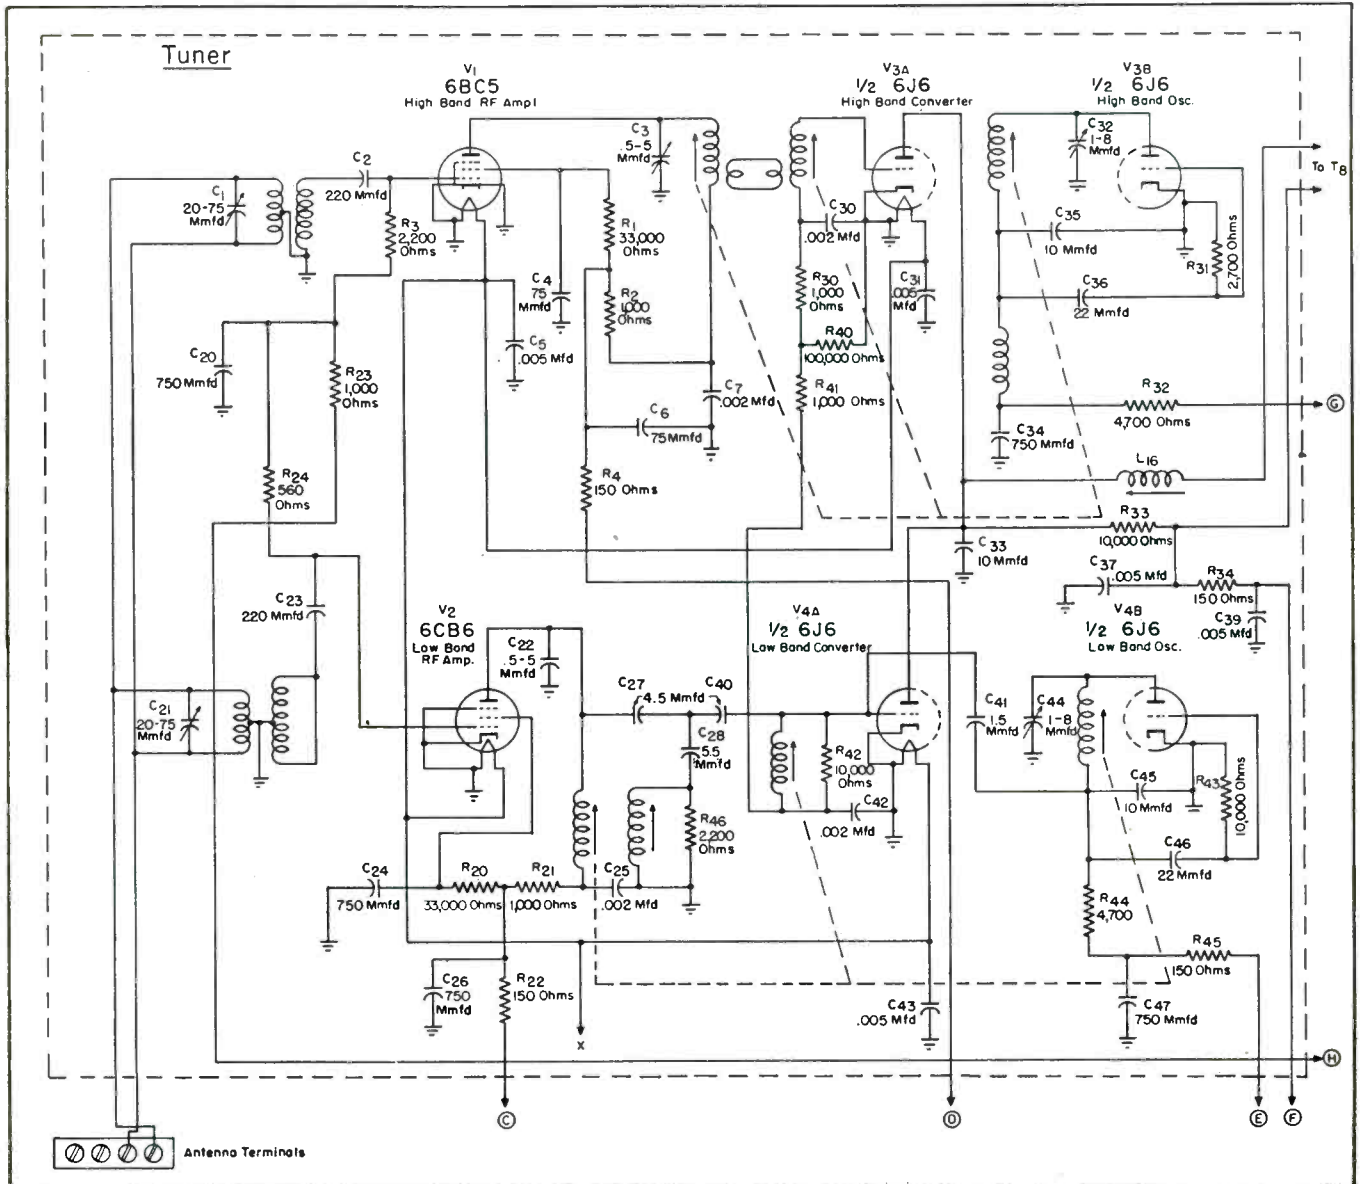 Tuner
V1
6BC5
High Band RF Ampl
V3A
1/2 6J6
High Band Converter
V3B
1/2 6J6
High Band Osc.
C1
20-75
Mmfd
C2
220 Mmfd
R3
2,200
Ohms
C3
.5-5
Mmfd
R1
33,000
Ohms
C4
75
Mmfd
R2
1,000
Ohms
C5
.005 Mfd
C30
.002 Mfd
R30
1,000
Ohms
C31
.005
Mfd
R40
100,000 Ohms
R41
1,000 Ohms
C32
1-8
Mmfd
C35
10 Mmfd
R31
2,700 Ohms
C36
22 Mmfd
To T8
C20
750 Mmfd
R23
1,000
Ohms
C7
.002 Mfd
C6
75 Mmfd
R32
4,700 Ohms
G
C34
750 Mmfd
R24
560
Ohms
R4
150 Ohms
L16
R33
10,000 Ohms
C33
10 Mmfd
C37
.005 Mfd
R34
150 Ohms
C39
.005 Mfd
C23
220 Mmfd
V2
6CB6
Low Band
RF Amp.
C22
.5-5
Mmfd
V4A
1/2 6J6
Low Band Converter
V4B
1/2 6J6
Low Band Osc.
C21
20-75
Mmfd
C27
4.5 Mmfd
C40
C28
5.5
Mmfd
R42
10,000
Ohms
C42
.002 Mfd
C41
1.5
Mmfd
C44
1-8
Mmfd
C45
10 Mmfd
R43
10,000 Ohms
C46
22 Mmfd
R46
2,200
Ohms
C24
750 Mmfd
R20
33,000 Ohms
R21
1,000 Ohms
C25
.002 Mfd
R44
4,700
R45
150 Ohms
C26
750
Mmfd
R22
150 Ohms
X
C43
.005 Mfd
C47
750 Mmfd
H
C
D
E
F
Antenna Terminals